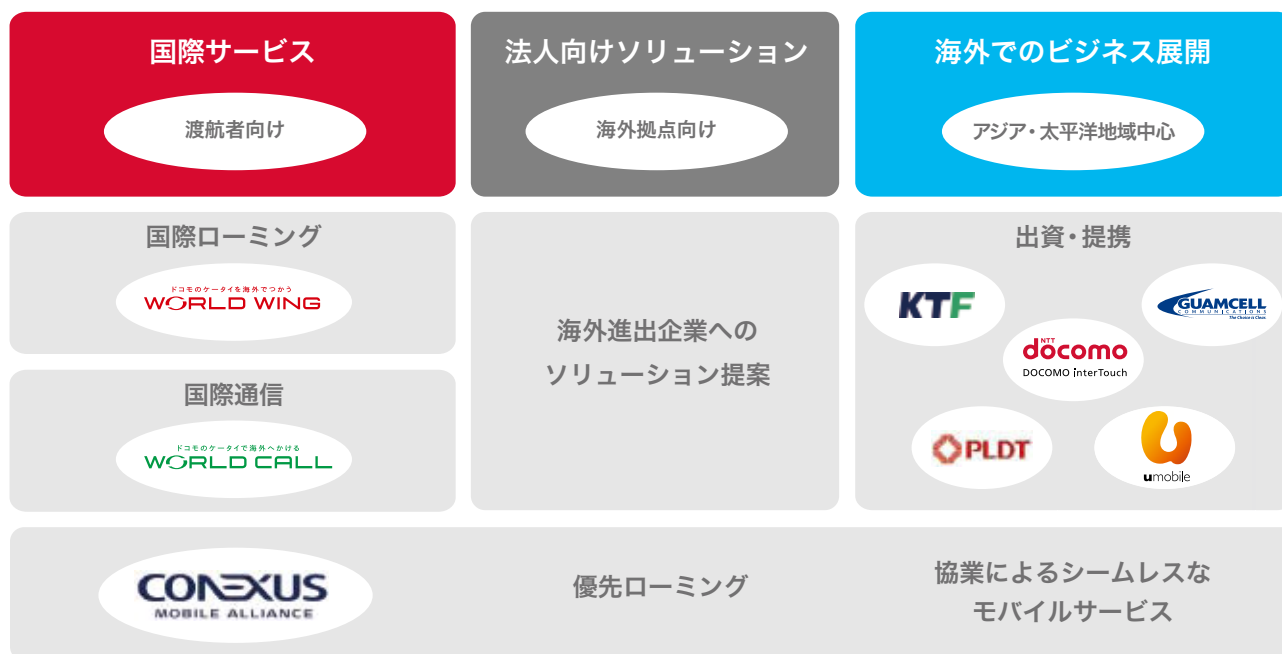 国際サービス
渡航者向け
法人向けソリューション
海外拠点向け
海外でのビジネス展開
アジア・太平洋地域中心
国際ローミング
ドコモのケータイを海外でつかう
WORLD WING
国際通信
ドコモのケータイで海外へかける
WORLD CALL
海外進出企業への
ソリューション提案
出資・提携
KTF
GUAMCELL
COMMUNICATIONS
The Choice is Clear.
NTT
docomo
DOCOMO interTouch
PLDT
umobile
CONEXUS
MOBILE ALLIANCE
優先ローミング
協業によるシームレスな
モバイルサービス